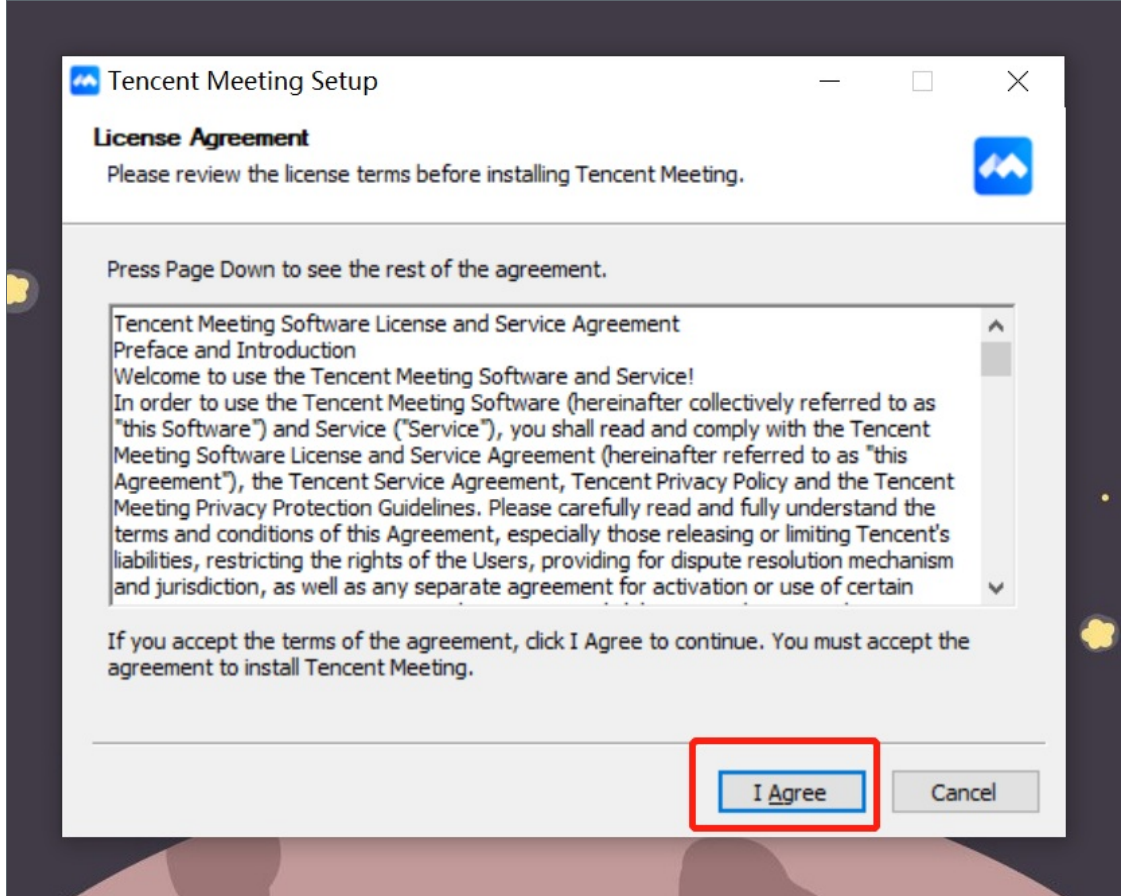 Tencent Meeting Setup
License Agreement
Please review the license terms before installing Tencent Meeting.
Press Page Down to see the rest of the agreement.
Tencent Meeting Software License and Service Agreement
Preface and Introduction
Welcome to use the Tencent Meeting Software and Service!
In order to use the Tencent Meeting Software (hereinafter collectively referred to as
"this Software") and Service ("Service"), you shall read and comply with the Tencent
Meeting Software License and Service Agreement (hereinafter referred to as "this
Agreement"), the Tencent Service Agreement, Tencent Privacy Policy and the Tencent
Meeting Privacy Protection Guidelines. Please carefully read and fully understand the
terms and conditions of this Agreement, especially those releasing or limiting Tencent's
liabilities, restricting the rights of the Users, providing for dispute resolution mechanism
and jurisdiction, as well as any separate agreement for activation or use of certain
If you accept the terms of the agreement, click I Agree to continue. You must accept the
agreement to install Tencent Meeting.
I Agree
Cancel